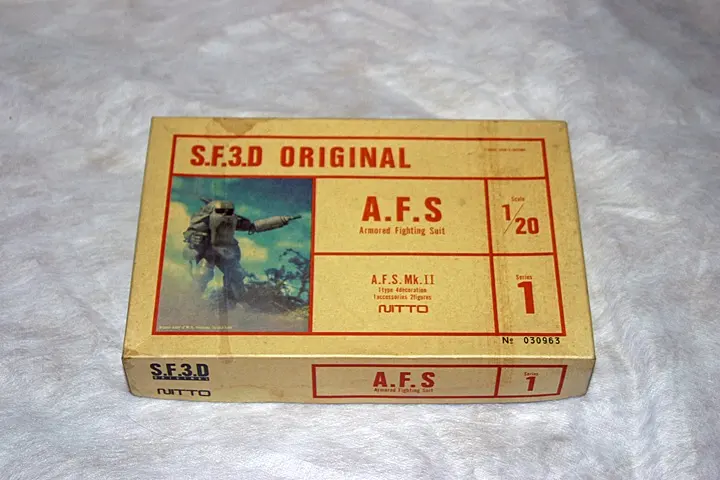 S.F.3.D ORIGINAL
A.F.S
Armored Fighting Suit
Scale
1/20
A.F.S. Mk.II
1type 4decoration
1accessories 2figures
NITTO
Series
1
№ 030963
S.F.3.D
ORIGINAL
NITTO
A.F.S
Armored Fighting Suit
Series
1